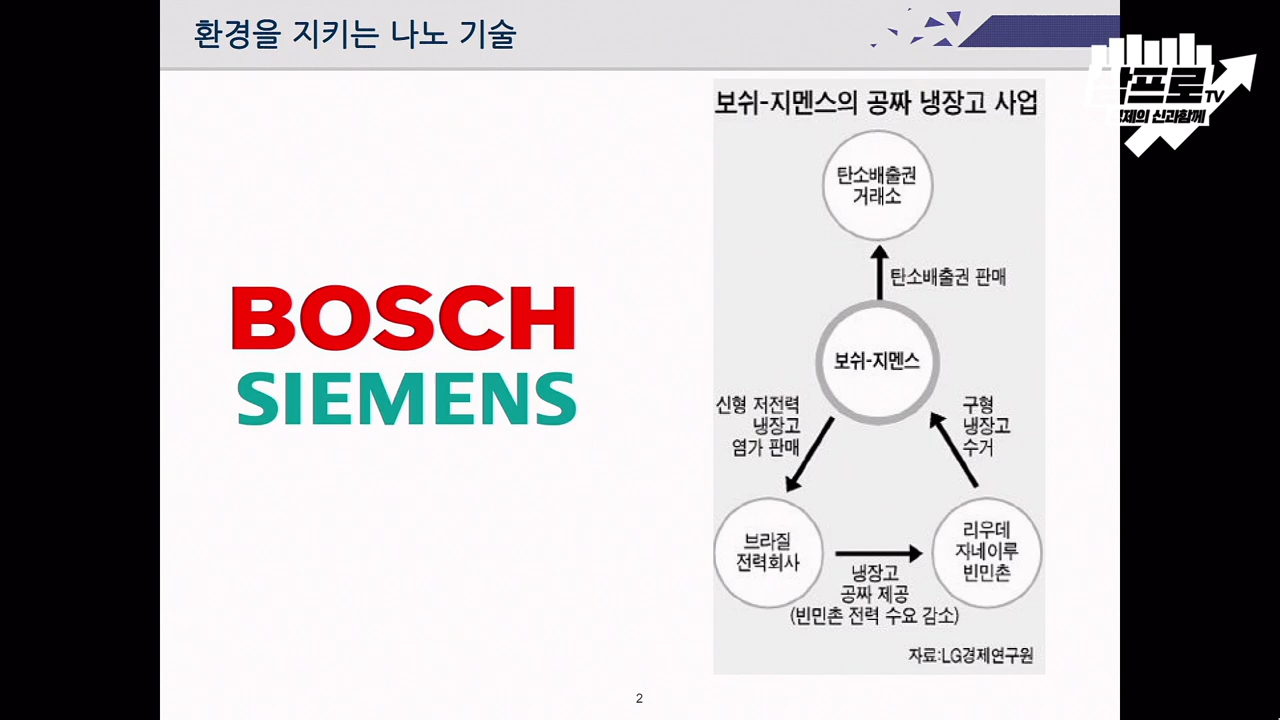 환경을 지키는 나노 기술
TV
신과함께
BOSCH
SIEMENS
보쉬-지멘스의 공짜 냉장고 사업
탄소배출권
거래소
탄소배출권 판매
보쉬-지멘스
신형 저전력
냉장고
염가 판매
구형
냉장고
수거
브라질
전력회사
리우데
자네이루
빈민촌
냉장고
공짜 제공
(빈민촌 전력 수요 감소)
자료:LG경제연구원
2